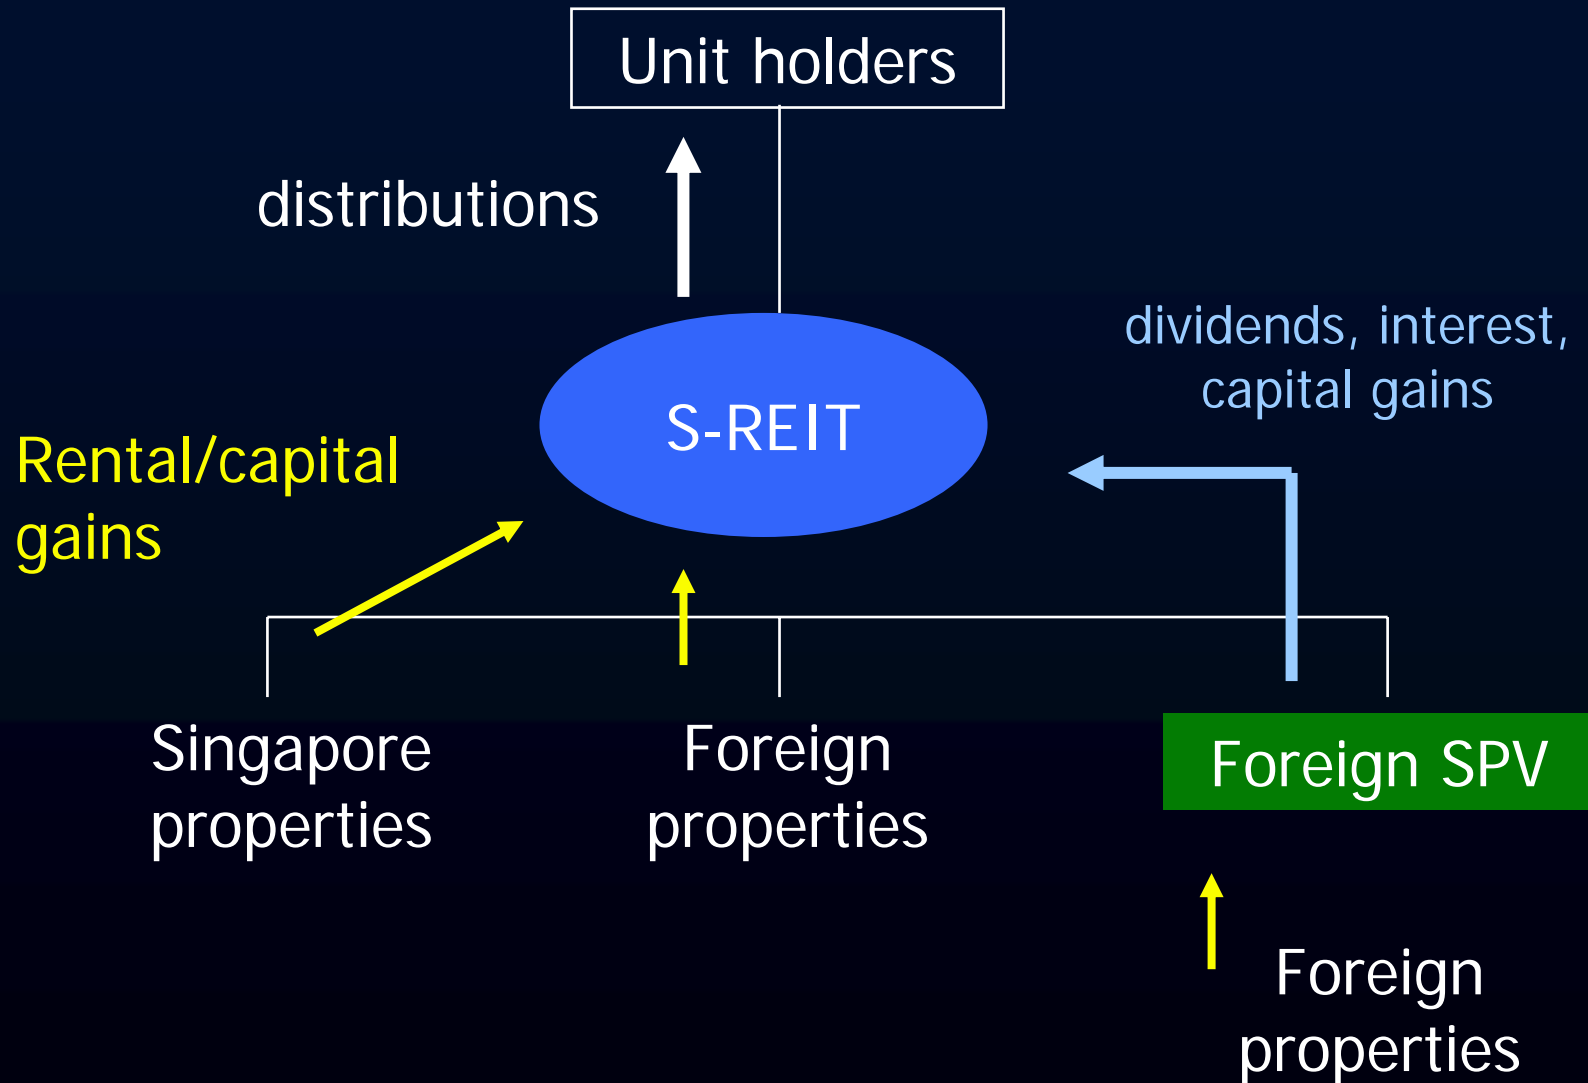 Unit holders
distributions
dividends, interest,
capital gains
S-REIT
Rental/capital
gains
Singapore
properties
Foreign
properties
Foreign SPV
Foreign
properties